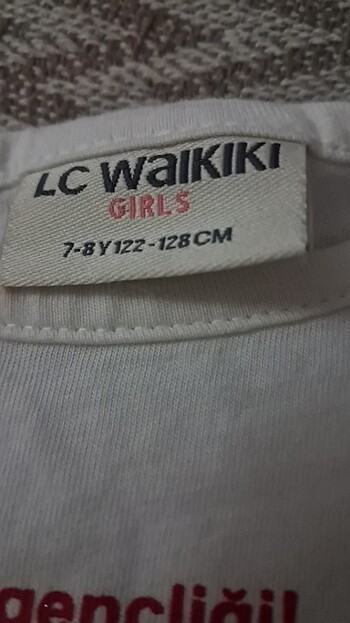 LC WAIKIKI
GIRLS
7-8 Y 122-128 CM
gençliği!